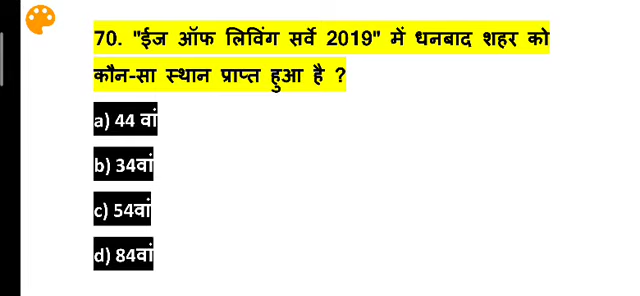 70. "ईज ऑफ लिविंग सर्वे 2019" में धनबाद शहर को
कौन-सा स्थान प्राप्त हुआ है ?
a) 44 वां
b) 34वां
c) 54वां
d) 84वां